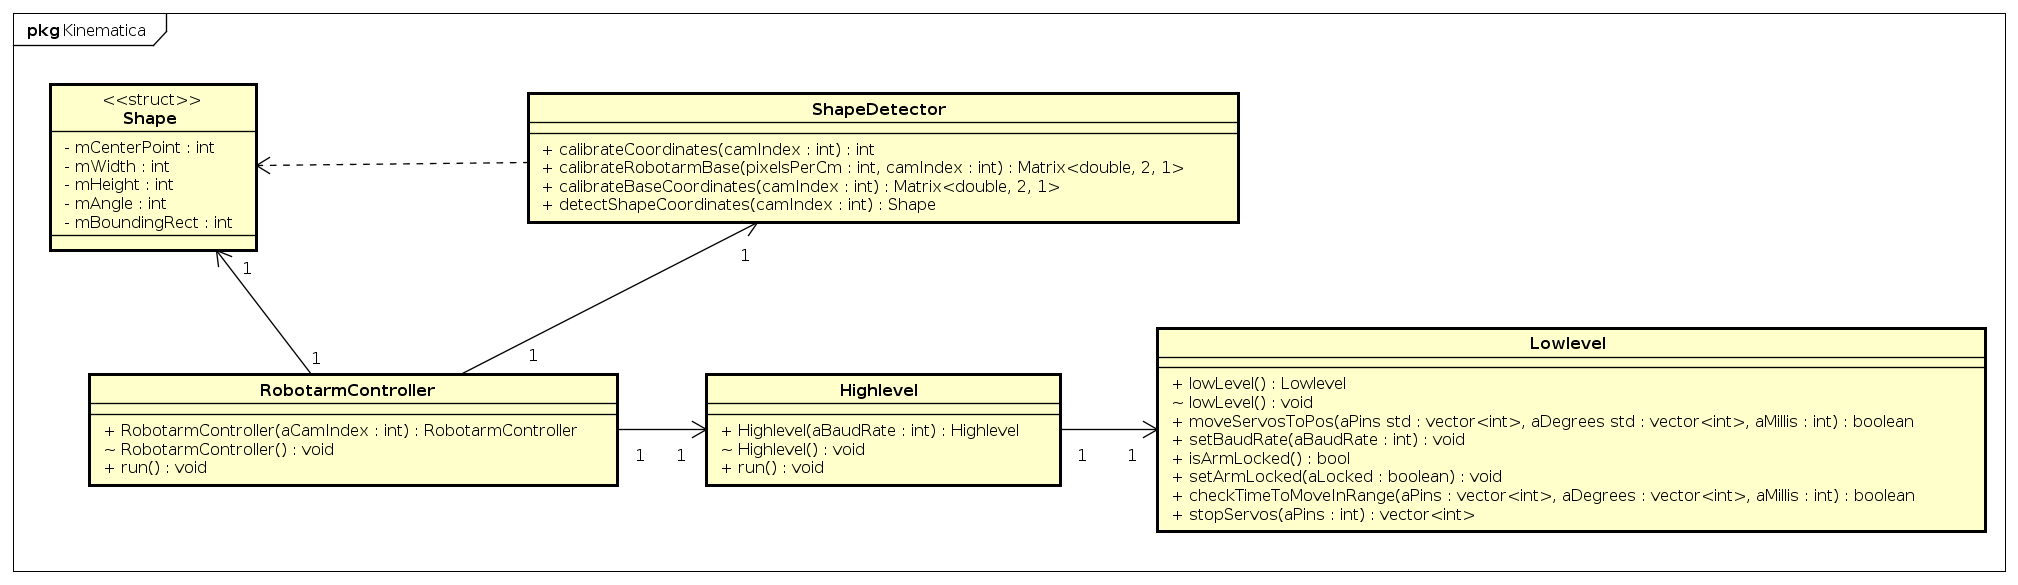 pkg Kinematica
<<struct>>
Shape
- mCenterPoint : int
- mWidth : int
- mHeight : int
- mAngle : int
- mBoundingRect : int
ShapeDetector
+ calibrateCoordinates(camIndex : int) : int
+ calibrateRobotarmBase(pixelsPerCm : int, camIndex : int) : Matrix<double, 2, 1>
+ calibrateBaseCoordinates(camIndex : int) : Matrix<double, 2, 1>
+ detectShapeCoordinates(camIndex : int) : Shape
1
1
1
1
RobotarmController
+ RobotarmController(aCamIndex : int) : RobotarmController
~ RobotarmController() : void
+ run() : void
1
1
Highlevel
+ Highlevel(aBaudRate : int) : Highlevel
~ Highlevel() : void
+ run() : void
1
1
Lowlevel
+ lowLevel() : Lowlevel
~ lowLevel() : void
+ moveServosToPos(aPins std : vector<int>, aDegrees std : vector<int>, aMillis : int) : boolean
+ setBaudRate(aBaudRate : int) : void
+ isArmLocked() : bool
+ setArmLocked(aLocked : boolean) : void
+ checkTimeToMoveInRange(aPins : vector<int>, aDegrees : vector<int>, aMillis : int) : boolean
+ stopServos(aPins : int) : vector<int>